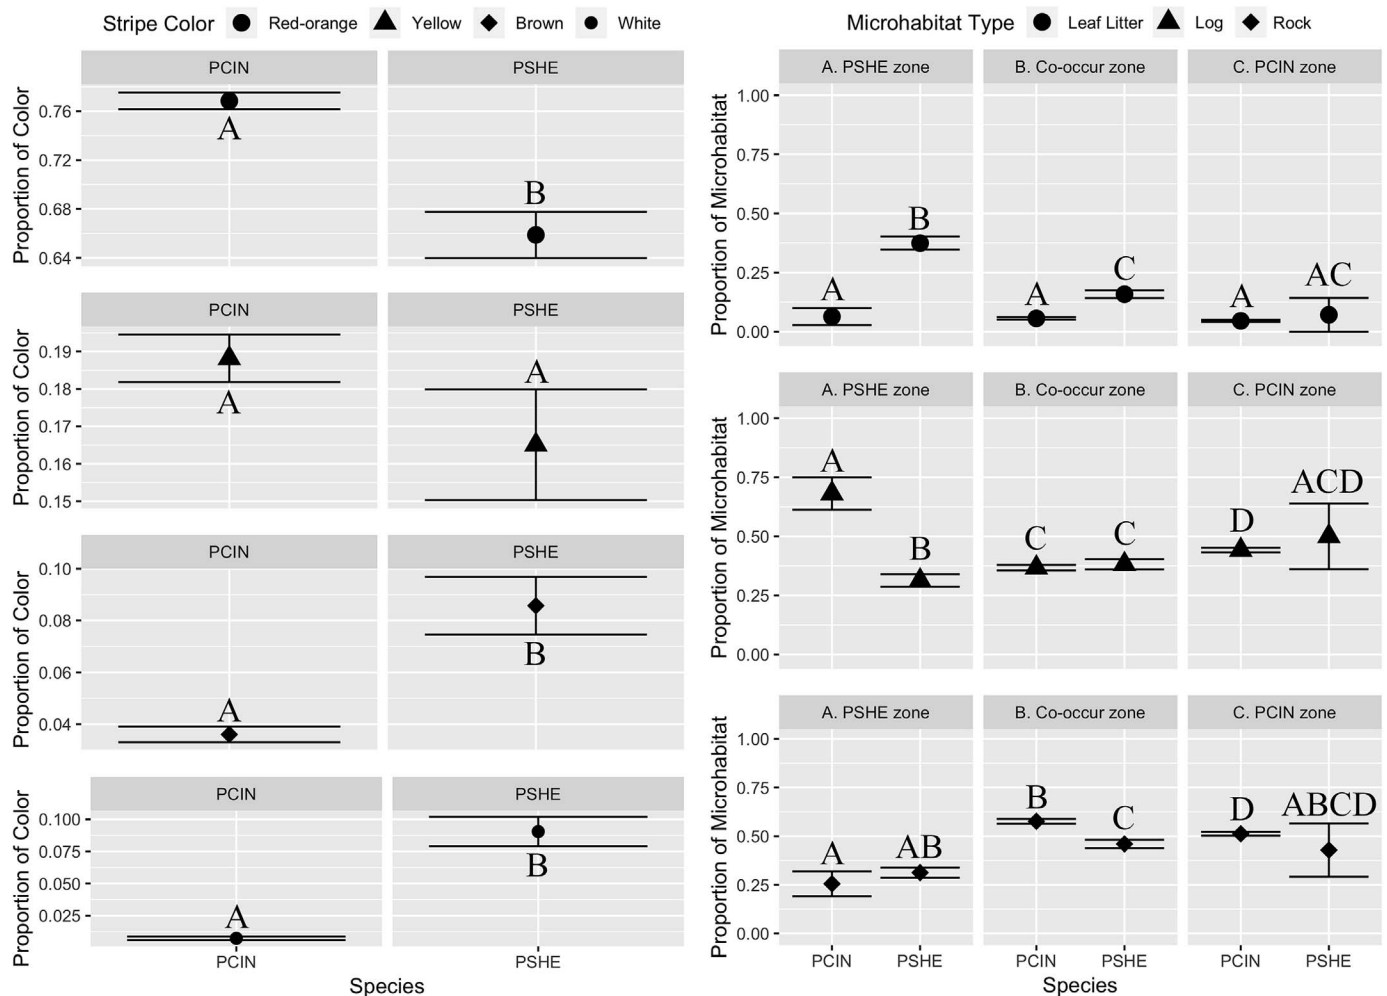 Stripe Color Red-orange Yellow Brown White
PCIN PSHE
Proportion of Color
0.76
0.72
0.68
0.64
A
B
PCIN PSHE
Proportion of Color
0.19
0.18
0.17
0.16
0.15
A
A
PCIN PSHE
Proportion of Color
0.10
0.08
0.06
0.04
A
B
PCIN PSHE
Proportion of Color
0.100
0.075
0.050
0.025
A
B
PCIN PSHE
Species
Microhabitat Type Leaf Litter Log Rock
A. PSHE zone B. Co-occur zone C. PCIN zone
Proportion of Microhabitat
1.00
0.75
0.50
0.25
0.00
A B A C A AC
A. PSHE zone B. Co-occur zone C. PCIN zone
Proportion of Microhabitat
1.00
0.75
0.50
0.25
0.00
A B C C D ACD
A. PSHE zone B. Co-occur zone C. PCIN zone
Proportion of Microhabitat
1.00
0.75
0.50
0.25
0.00
A AB B C D ABCD
PCIN PSHE PCIN PSHE PCIN PSHE
Species